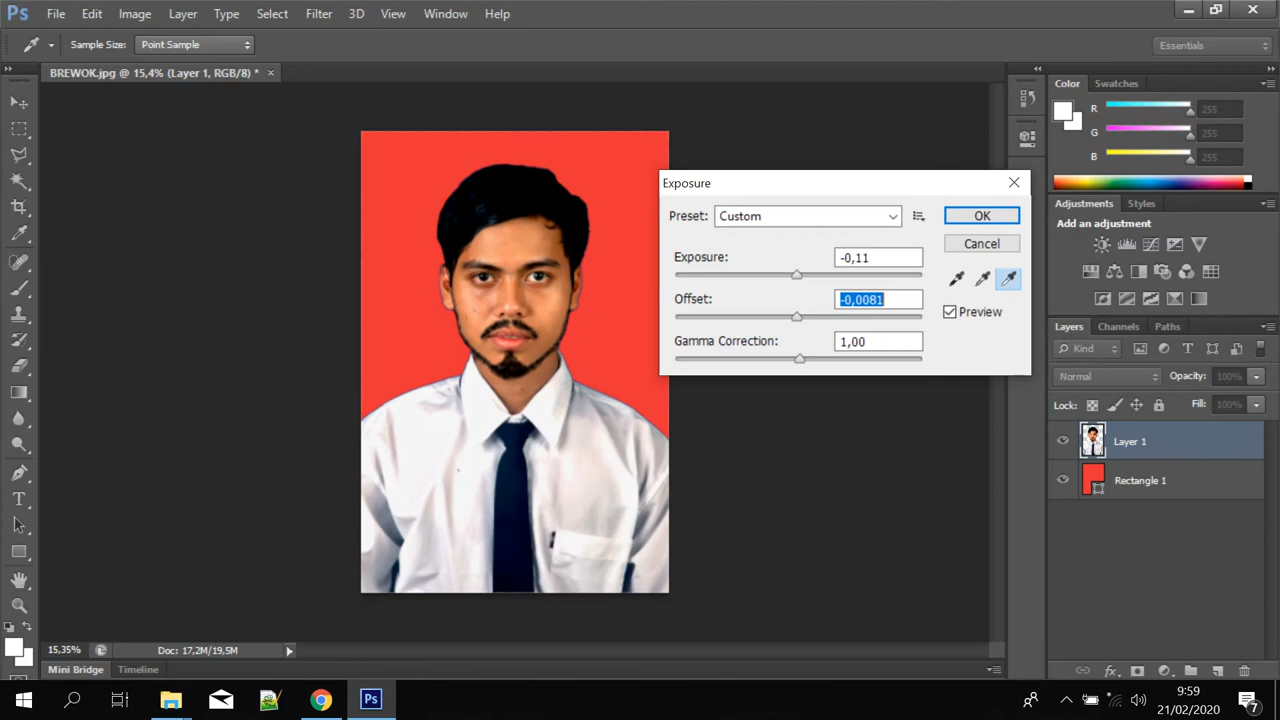 Ps File Edit Image Layer Type Select Filter 3D View Window Help
Sample Size: Point Sample Essentials
BREWOK.jpg @ 15,4% (Layer 1, RGB/8) *
Color Swatches
R 255
G 255
B 255
Exposure
Preset: Custom OK
Cancel
Exposure: -0,11
Offset: -0,0081
Preview
Gamma Correction: 1,00
Adjustments Styles
Add an adjustment
Layers Channels Paths
Kind T
Normal Opacity: 100%
Lock: Fill: 100%
Layer 1
Rectangle 1
T
fx
15,35% Doc: 17,2M/19,5M
Mini Bridge Timeline
Ps
9:59
21/02/2020
7